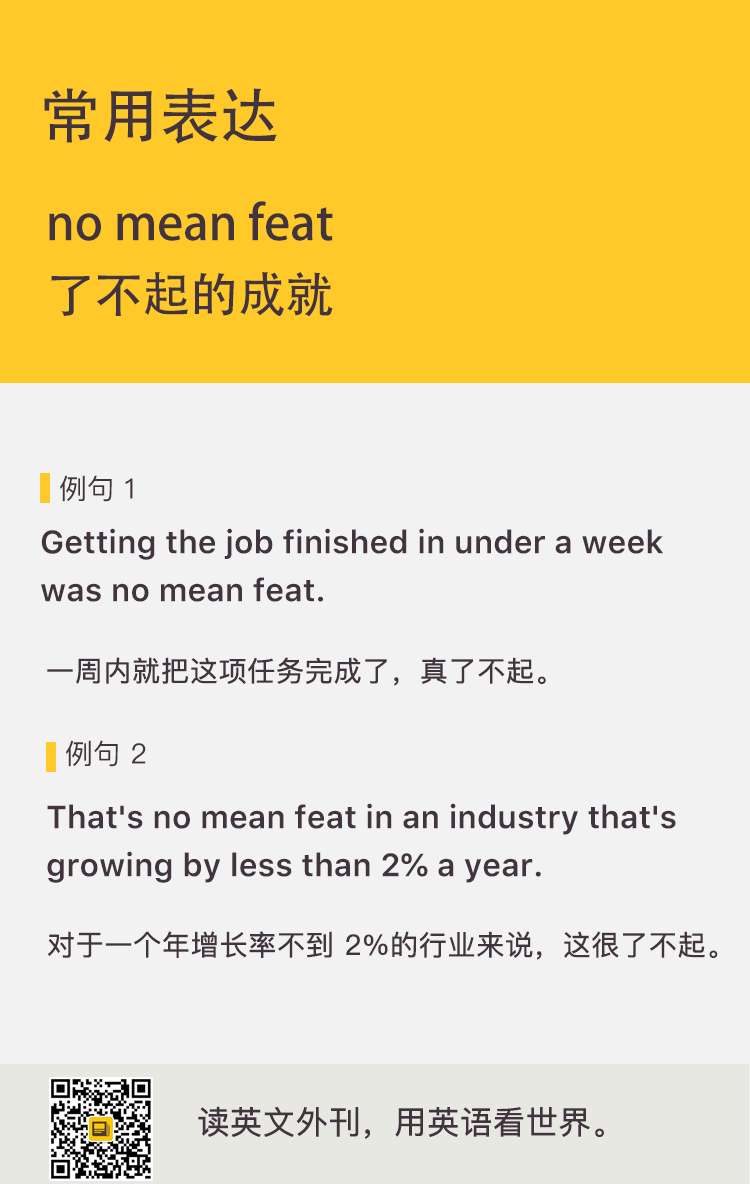 常用表达
no mean feat
了不起的成就
例句 1
Getting the job finished in under a week
was no mean feat.
一周内就把这项任务完成了，真了不起。
例句 2
That's no mean feat in an industry that's
growing by less than 2% a year.
对于一个年增长率不到 2%的行业来说，这很了不起。
读英文外刊，用英语看世界。